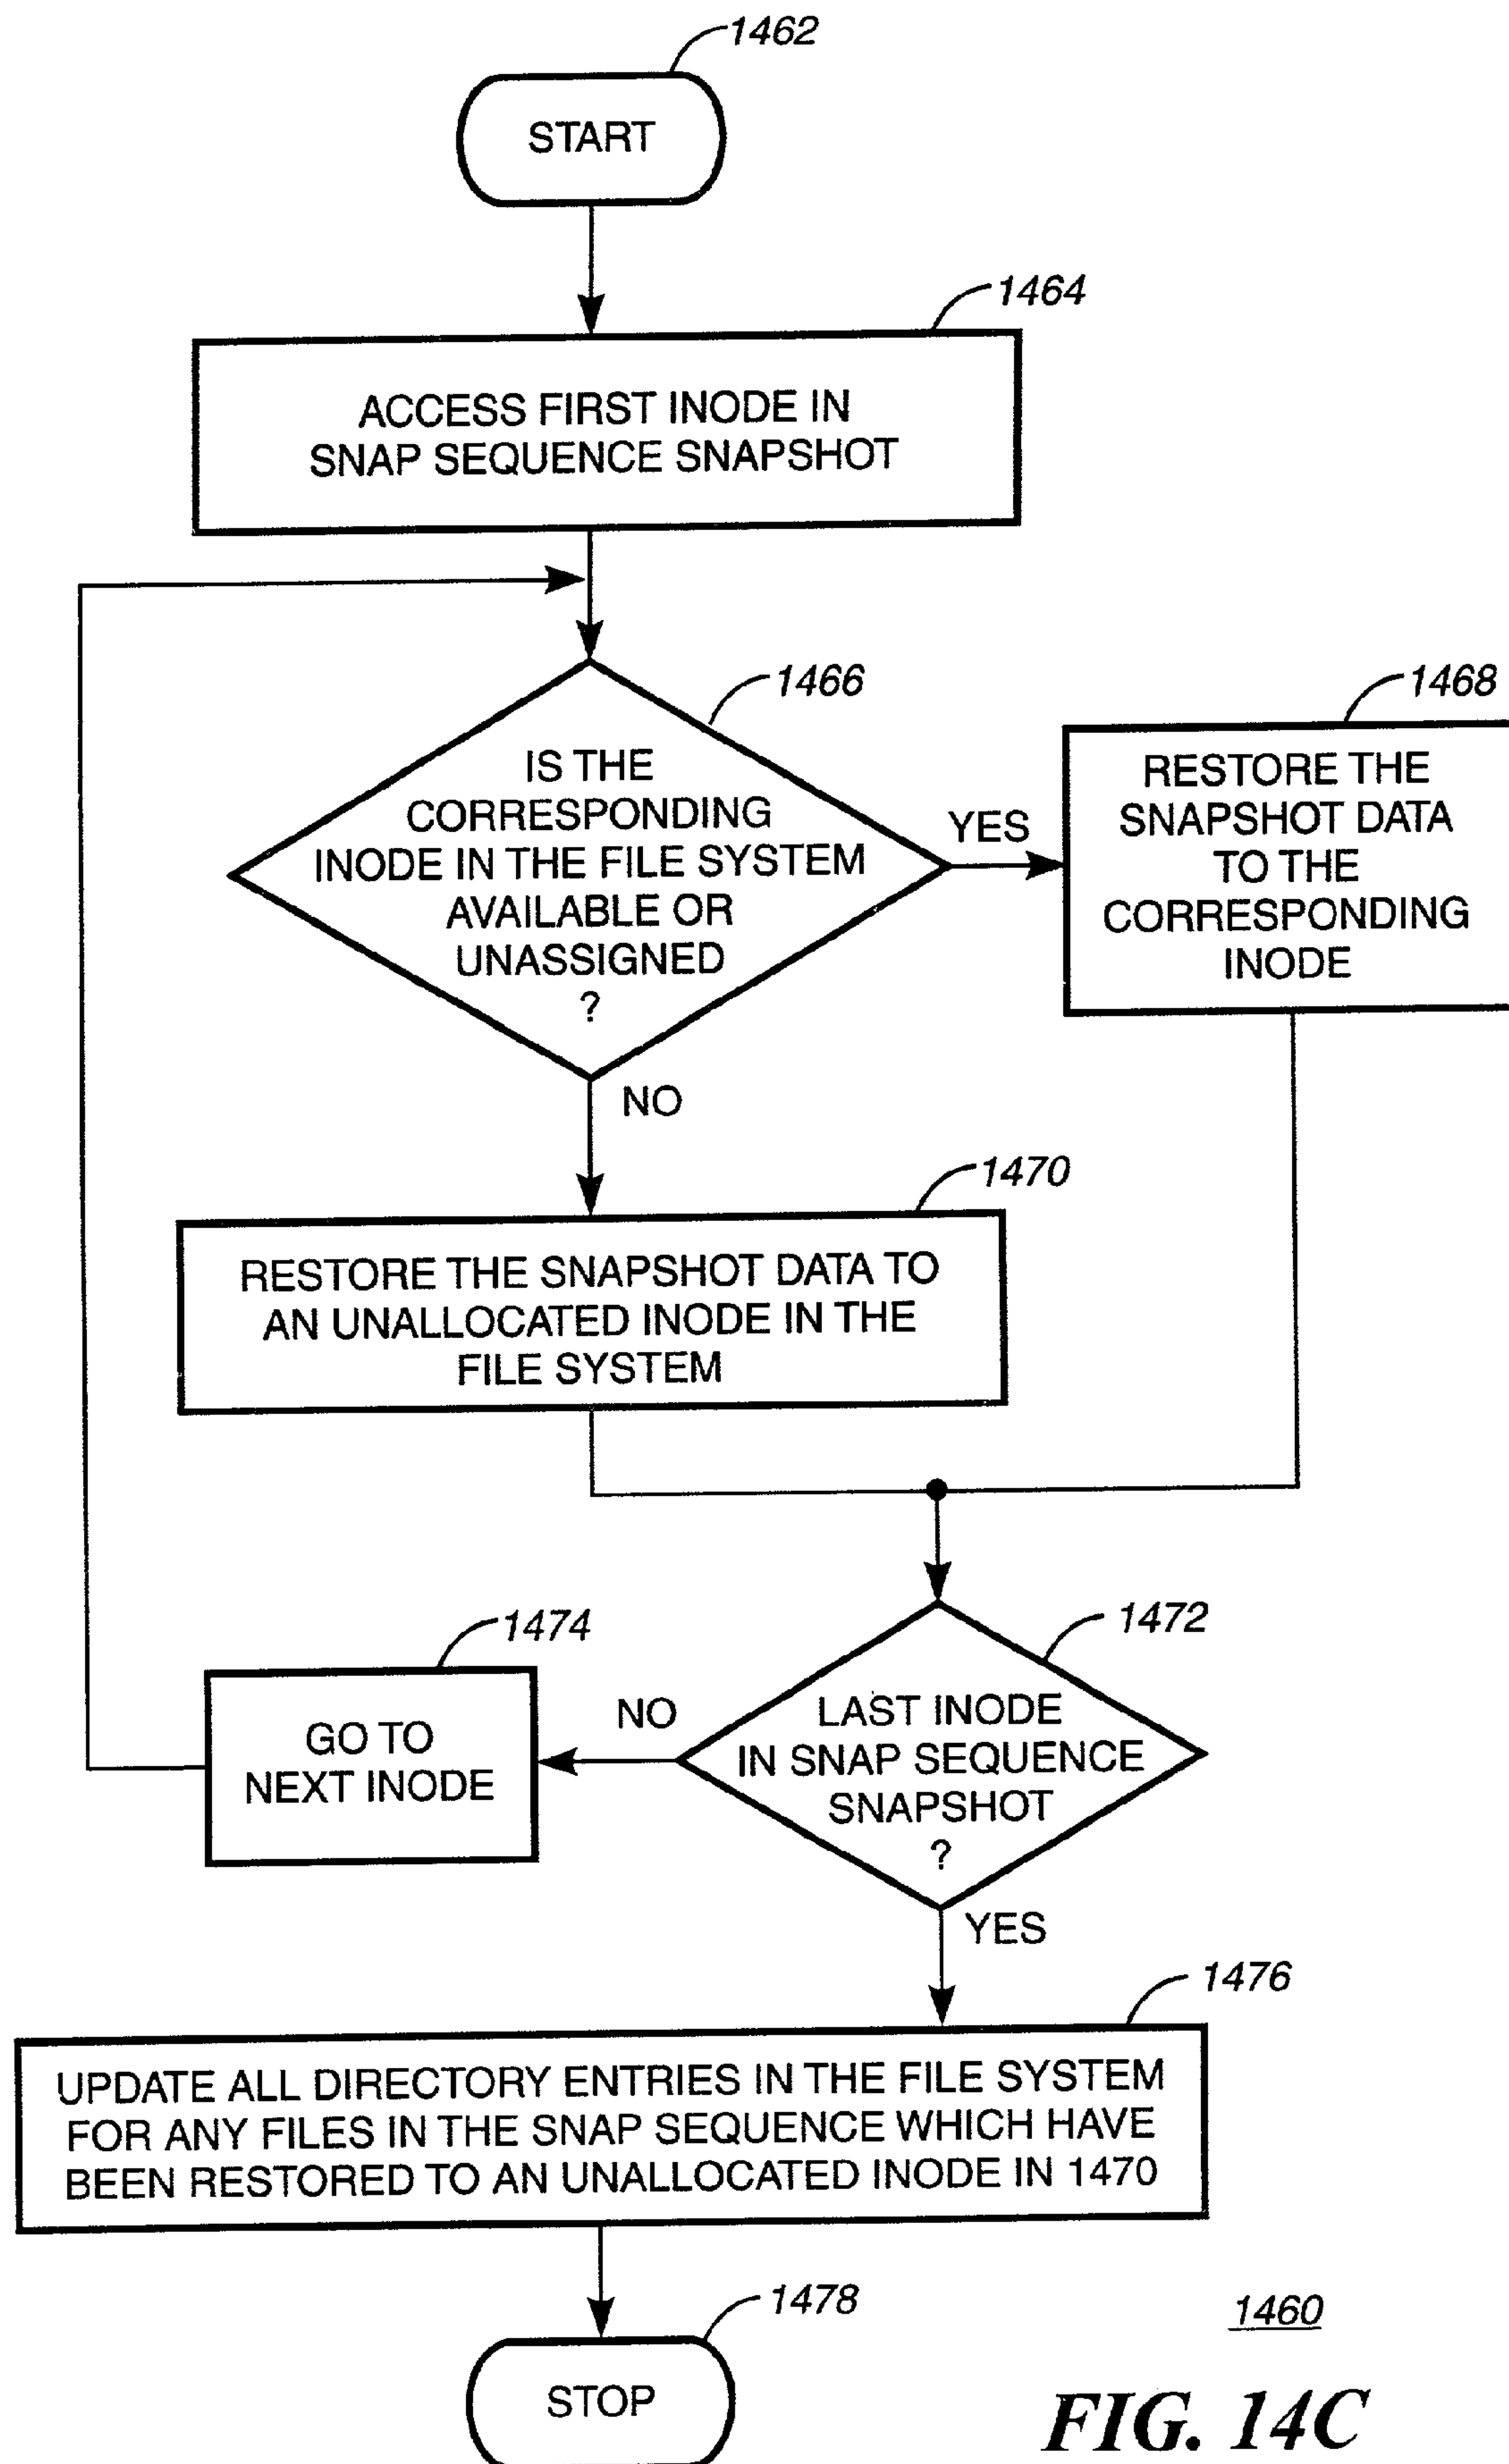 1462
START
1464
ACCESS FIRST INODE IN
SNAP SEQUENCE SNAPSHOT
1466
IS THE
CORRESPONDING
INODE IN THE FILE SYSTEM
AVAILABLE OR
UNASSIGNED
?
YES
NO
1468
RESTORE THE
SNAPSHOT DATA
TO THE
CORRESPONDING
INODE
1470
RESTORE THE SNAPSHOT DATA TO
AN UNALLOCATED INODE IN THE
FILE SYSTEM
1472
LAST INODE
IN SNAP SEQUENCE
SNAPSHOT
?
NO
YES
1474
GO TO
NEXT INODE
1476
UPDATE ALL DIRECTORY ENTRIES IN THE FILE SYSTEM
FOR ANY FILES IN THE SNAP SEQUENCE WHICH HAVE
BEEN RESTORED TO AN UNALLOCATED INODE IN 1470
1478
STOP
1460
FIG. 14C